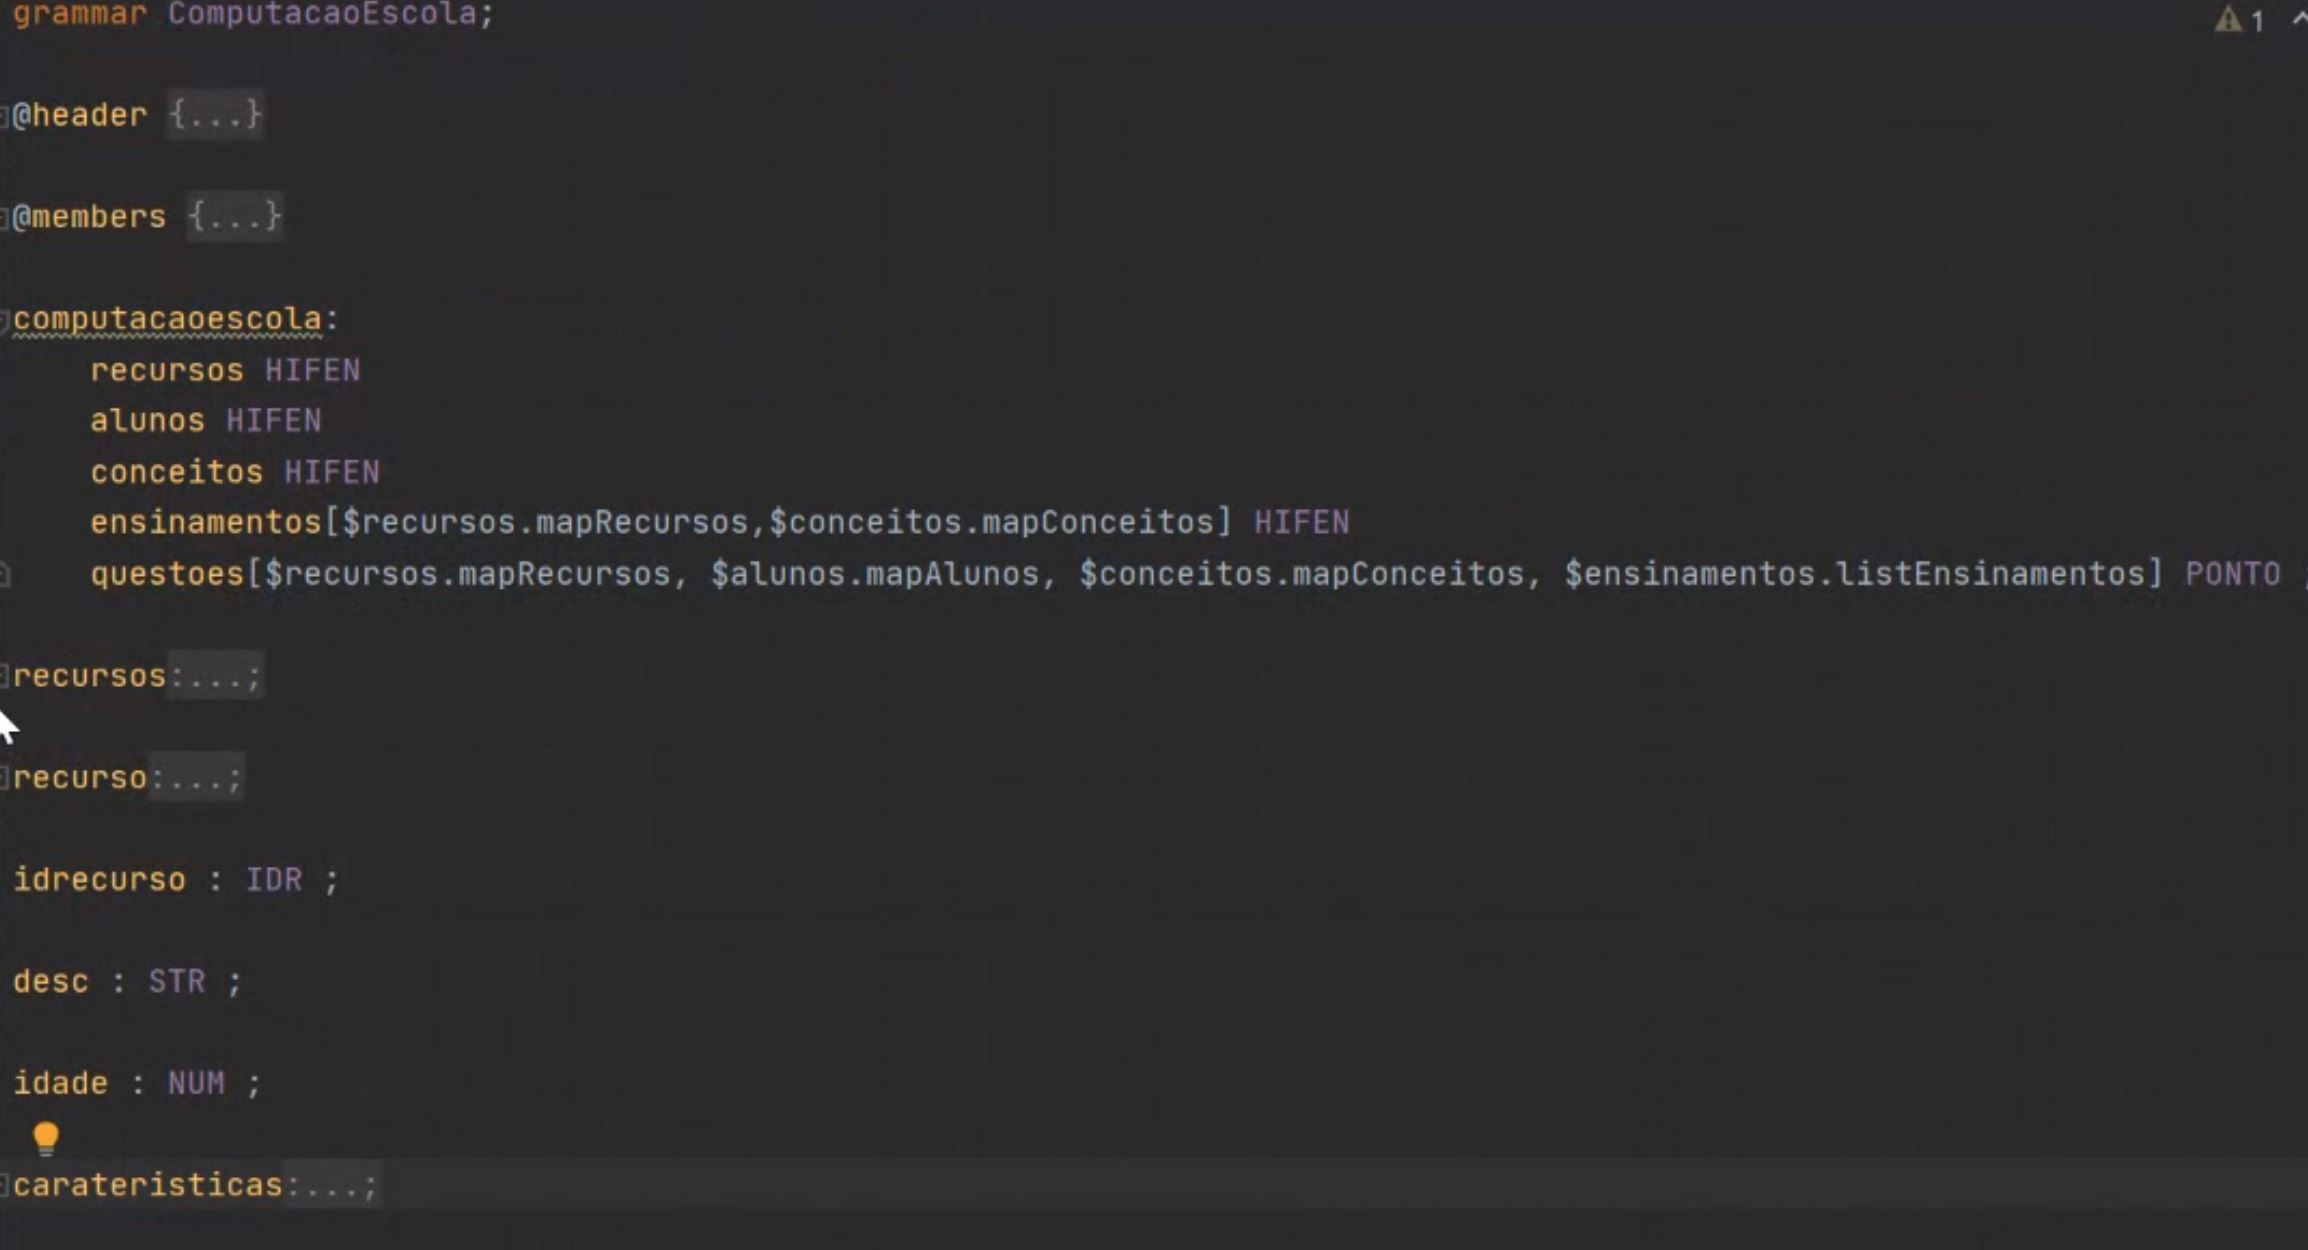 grammar ComputacaoEscola;
1
@header {...}
@members {...}
computacaoescola:
recursos HIFEN
alunos HIFEN
conceitos HIFEN
ensinamentos[$recursos.mapRecursos,$conceitos.mapConceitos] HIFEN
questoes[$recursos.mapRecursos, $alunos.mapAlunos, $conceitos.mapConceitos, $ensinamentos.listEnsinamentos] PONTO ;
recursos:...;
recurso:...;
idrecurso : IDR ;
desc : STR ;
idade : NUM ;
carateristicas:...;